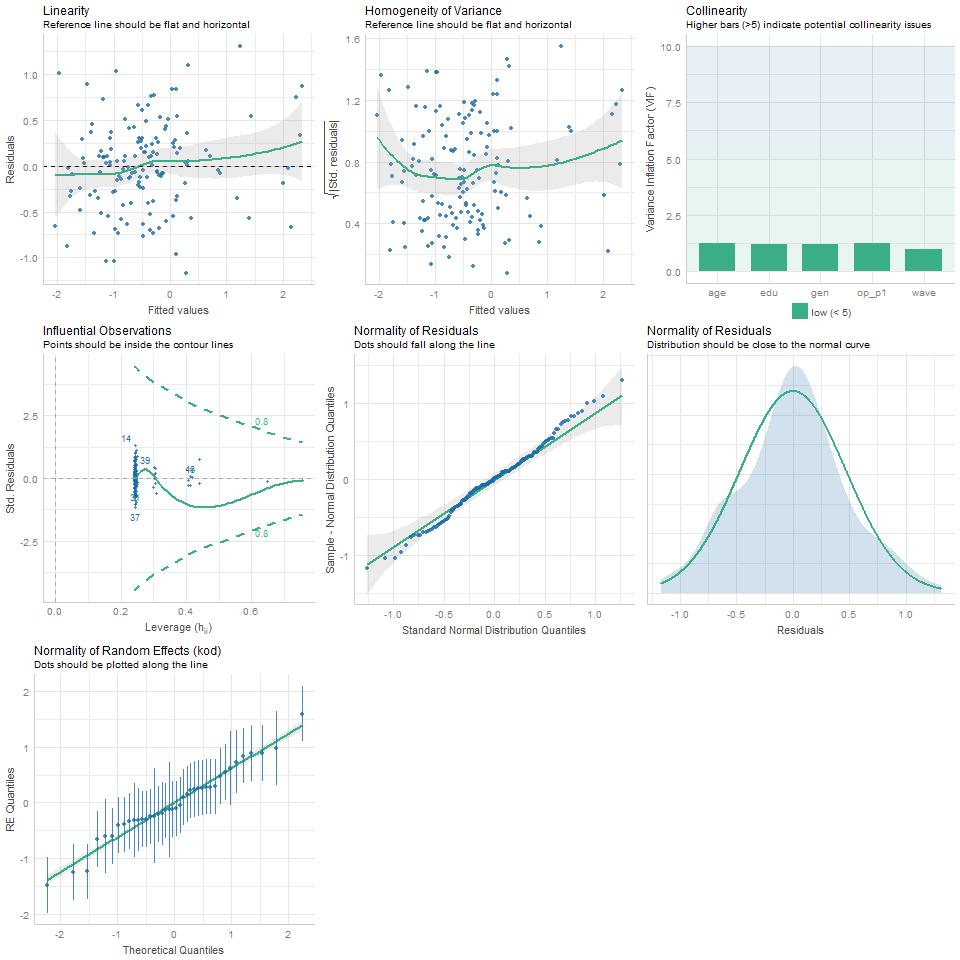 Linearity
Reference line should be flat and horizontal
1.0
0.5
0.0
-0.5
-1.0
Residuals
-2
-1
0
1
2
Fitted values
Homogeneity of Variance
Reference line should be flat and horizontal
1.6
1.2
0.8
0.4
√|Std. residuals|
-2
-1
0
1
2
Fitted values
Collinearity
Higher bars (>5) indicate potential collinearity issues
10.0
7.5
5.0
2.5
0.0
Variance Inflation Factor (VIF)
age
edu
gen
op_p1
wave
low (< 5)
Influential Observations
Points should be inside the contour lines
2.5
0.0
-2.5
Std. Residuals
0.8
14
39
46
37
0.8
0.0
0.2
0.4
0.6
Leverage (hii)
Normality of Residuals
Dots should fall along the line
1
0
-1
Sample - Normal Distribution Quantiles
-1.0
-0.5
0.0
0.5
1.0
Standard Normal Distribution Quantiles
Normality of Residuals
Distribution should be close to the normal curve
-1.0
-0.5
0.0
0.5
1.0
Residuals
Normality of Random Effects (kod)
Dots should be plotted along the line
2
1
0
-1
-2
RE Quantiles
-2
-1
0
1
2
Theoretical Quantiles